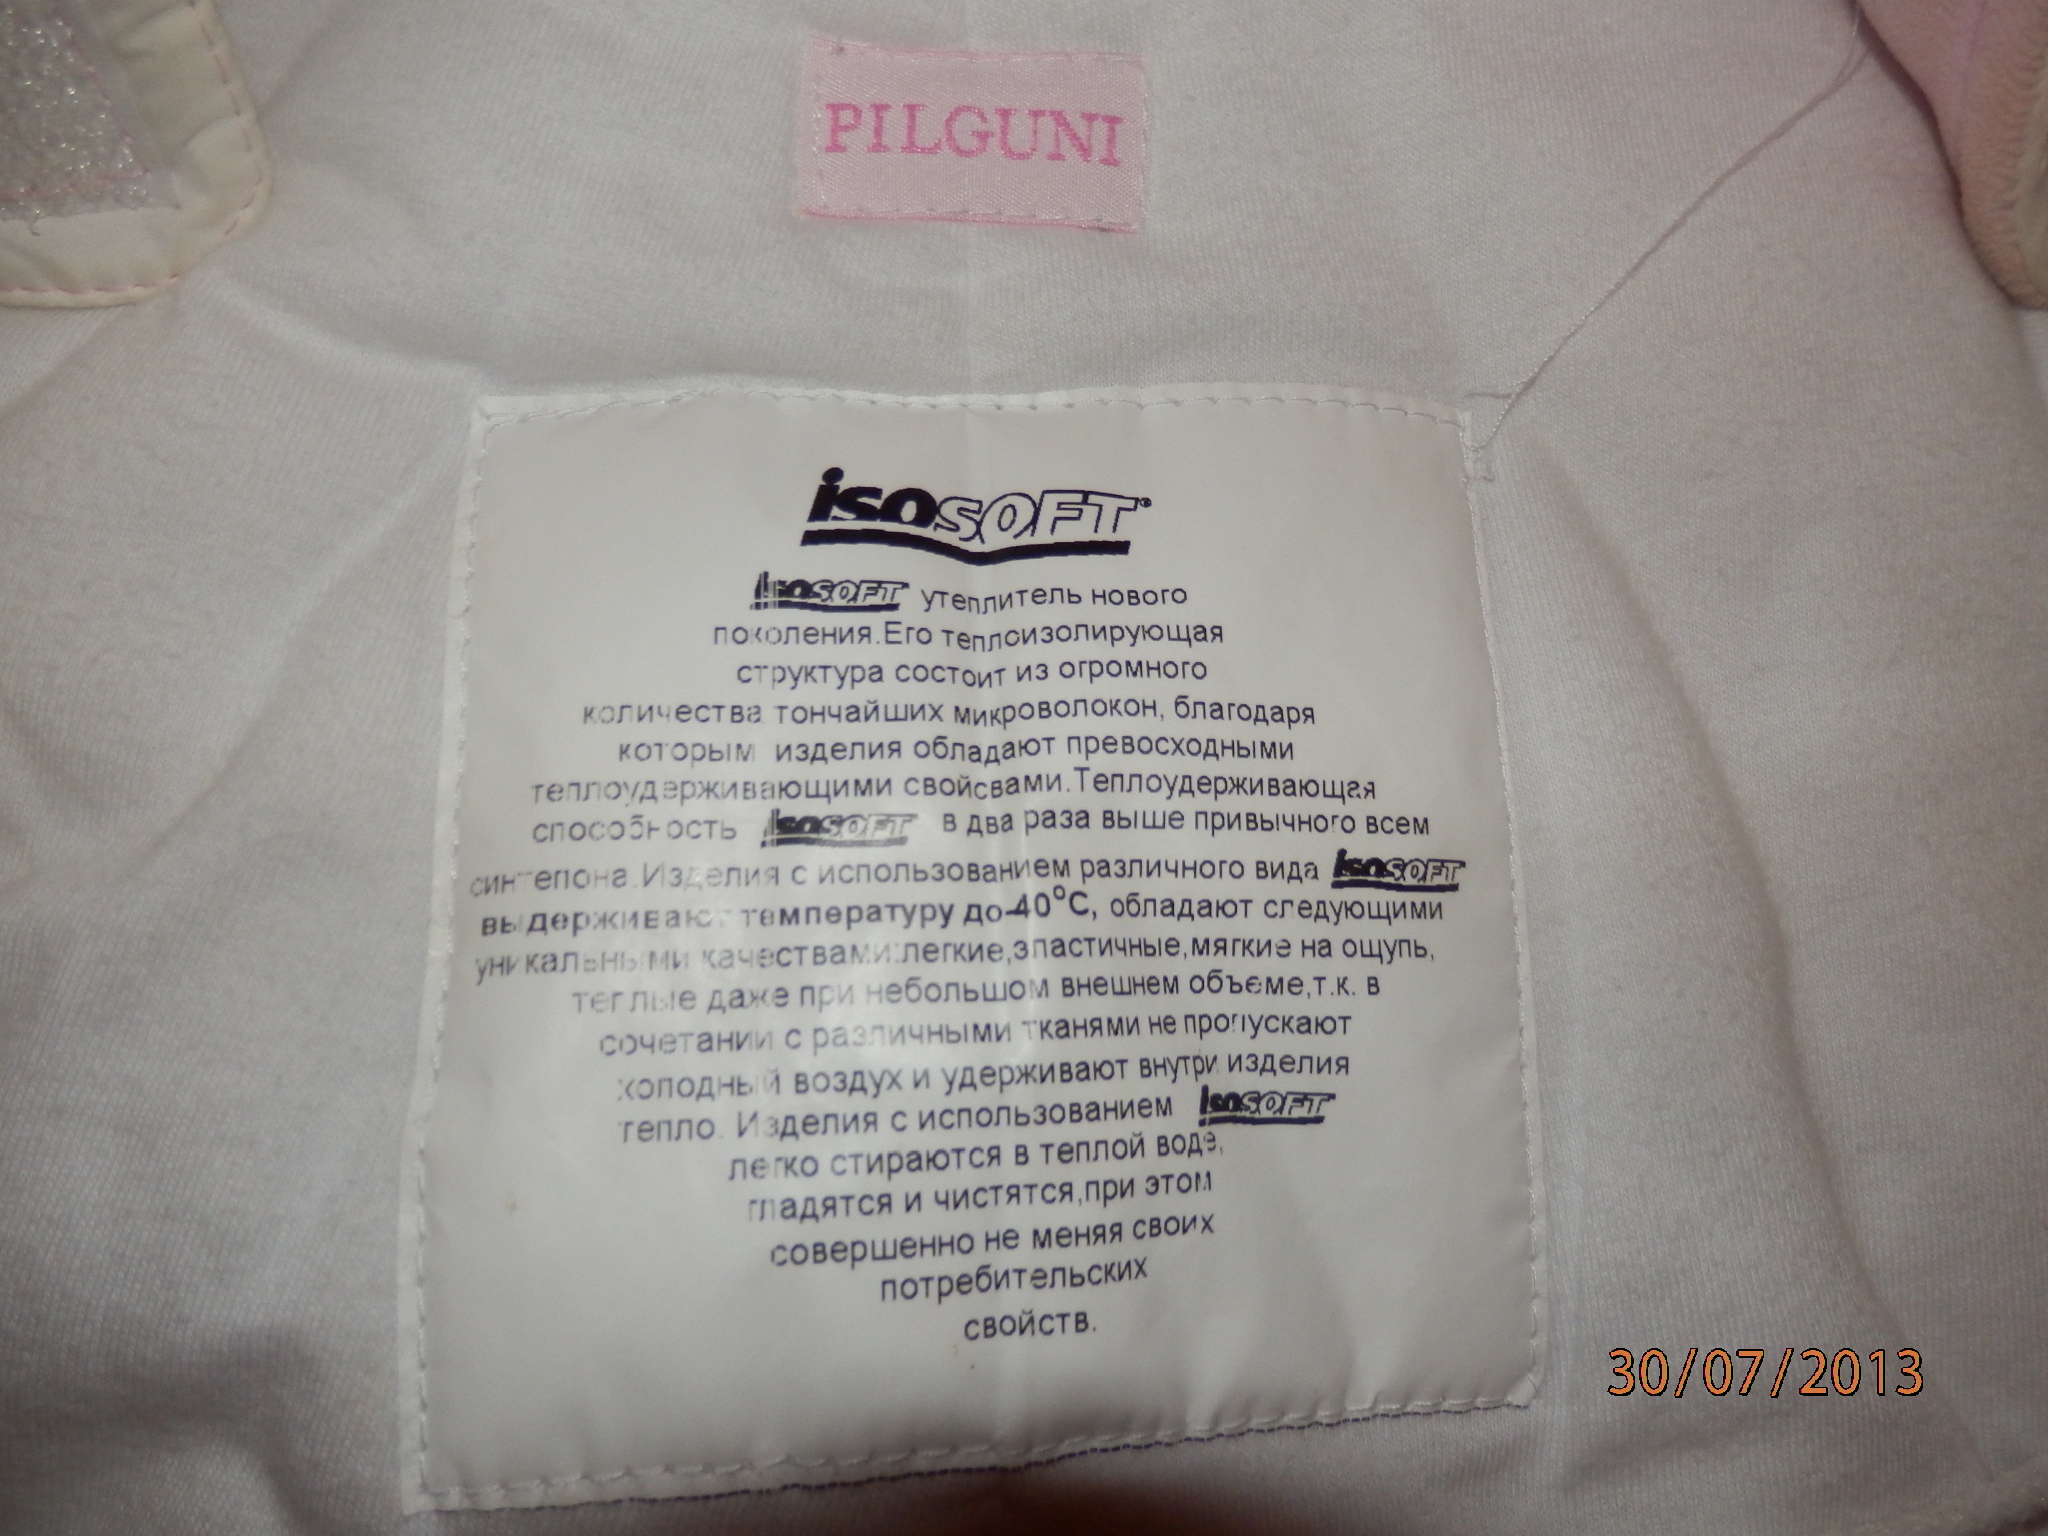 PILGUNI
isosoft
isosoft утеплитель нового
поколения.Его теплоизолирующая
структура состоит из огромного
количества тончайших микроволокон, благодаря
которым изделия обладают превосходными
теплоудерживающими свойсвами.Теплоудерживающая
способность isosoft в два раза выше привычного всем
синтепона.Изделия с использованием различного вида isosoft
выдерживают температуру до-40°С, обладают следующими
уникальными качествами:легкие,эластичные,мягкие на ощупь,
теплые даже при небольшом внешнем объеме,т.к. в
сочетании с различными тканями не пропускают
холодный воздух и удерживают внутри изделия
тепло. Изделия с использованием isosoft
легко стираются в теплой воде,
гладятся и чистятся,при этом
совершенно не меняя своих
потребительских
свойств.
30/07/2013